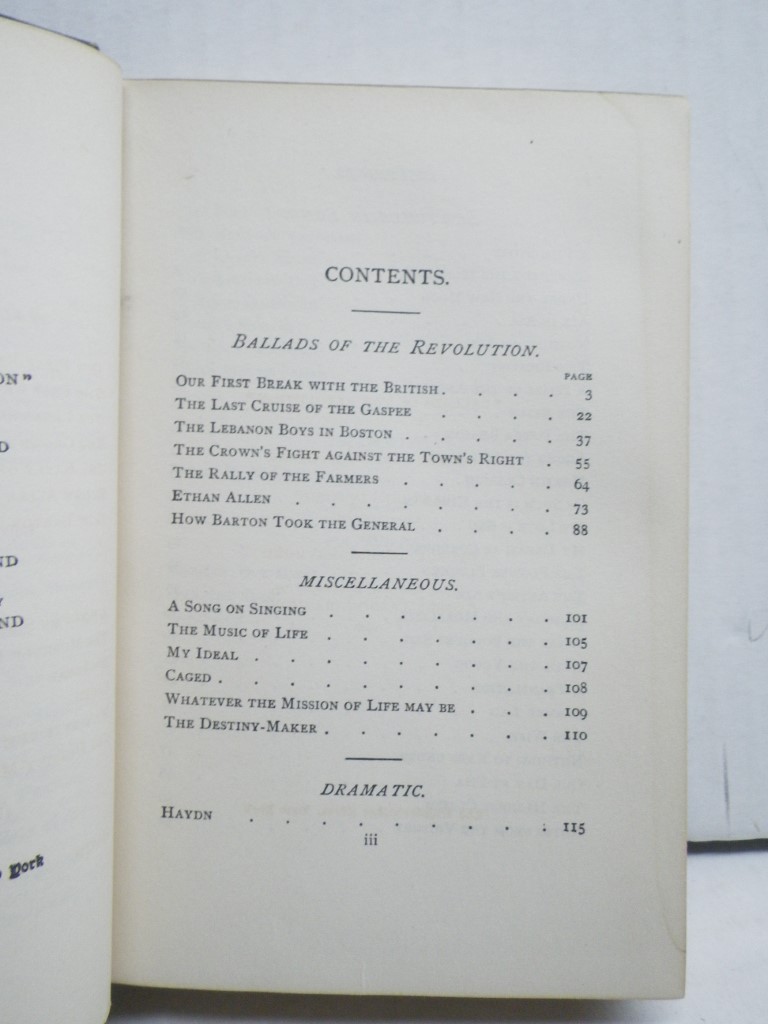 ON"
D
ND
Y
ND
York
CONTENTS.
BALLADS OF THE REVOLUTION.
PAGE
OUR FIRST BREAK WITH THE BRITISH . . . . 3
THE LAST CRUISE OF THE GASPEE . . . . 22
THE LEBANON BOYS IN BOSTON . . . . . 37
THE CROWN'S FIGHT AGAINST THE TOWN'S RIGHT . 55
THE RALLY OF THE FARMERS . . . . . 64
ETHAN ALLEN . . . . . . . 73
HOW BARTON TOOK THE GENERAL . . . . 88
MISCELLANEOUS.
A SONG ON SINGING . . . . . . . 101
THE MUSIC OF LIFE . . . . . . . 105
MY IDEAL . . . . . . . . . 107
CAGED . . . . . . . . . . 108
WHATEVER THE MISSION OF LIFE MAY BE . . . 109
THE DESTINY-MAKER . . . . . . . 110
DRAMATIC.
HAYDN . . . . . . . . . 115
iii